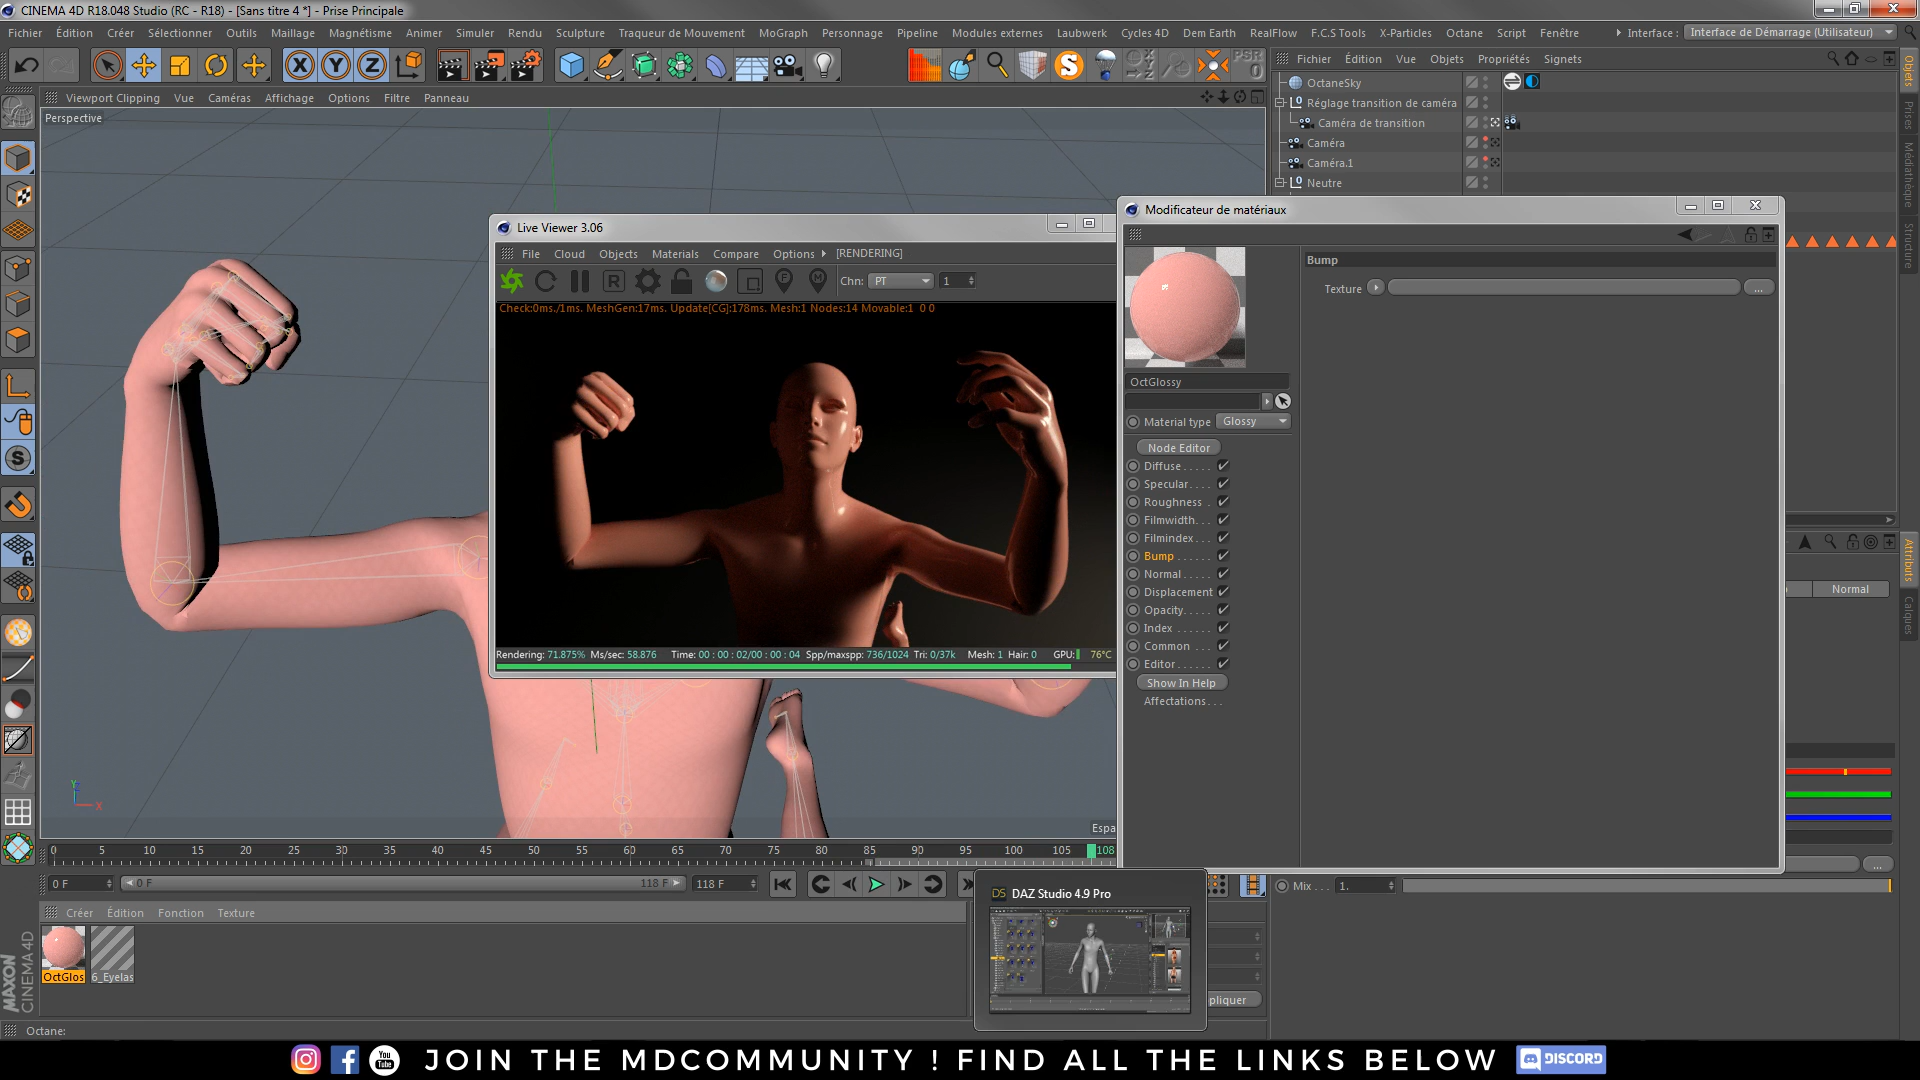 CINEMA 4D R18.048 Studio (RC - R18) - [Sans titre 4 *] - Prise Principale
Fichier Édition Créer Sélectionner Outils Maillage Magnétisme Animer Simuler Rendu Sculpture Traqueur de Mouvement MoGraph Personnage Pipeline Modules externes Laubwerk Cycles 4D Dem Earth RealFlow F.C.S Tools X-Particles Octane Script Fenêtre Interface : Interface de Démarrage (Utilisateur)
X Y Z PSR 0
Fichier Édition Vue Objets Propriétés Signets
Viewport Clipping Vue Caméras Affichage Options Filtre Panneau
Perspective
OctaneSky
Réglage transition de caméra
Caméra de transition
Caméra
Caméra.1
Neutre
Objets
Prises
Médiathèque
Structure
Attributs
Calques
Live Viewer 3.06
File Cloud Objects Materials Compare Options [RENDERING]
Chn: PT 1
Check:0ms./1ms. MeshGen:17ms. Update[CG]:178ms. Mesh:1 Nodes:14 Movable:1 0 0
Rendering: 71.875% Ms/sec: 58.876 Time: 00 : 00 : 02/00 : 00 : 04 Spp/maxspp: 736/1024 Tri: 0/37k Mesh: 1 Hair: 0 GPU: 76°C
Modificateur de matériaux
OctGlossy
Material type Glossy
Node Editor
Diffuse . . . . .
Specular. . . .
Roughness .
Filmwidth. . .
Filmindex . . .
Bump . . . . . .
Normal . . . . .
Displacement
Opacity. . . . .
Index . . . . . .
Common . . .
Editor . . . . . .
Show In Help
Affectations . . .
Bump
Texture ...
Normal
...
Mix . . . 1.
Y
X
Espa
0 5 10 15 20 25 30 35 40 45 50 55 60 65 70 75 80 85 90 95 100 105 108
0 F 0 F 118 F 118 F
Créer Édition Fonction Texture
OctGlos 6_Eyelas
DS DAZ Studio 4.9 Pro
pliquer
MAXON
CINEMA 4D
Octane:
You Tube JOIN THE MDCOMMUNITY ! FIND ALL THE LINKS BELOW DISCORD